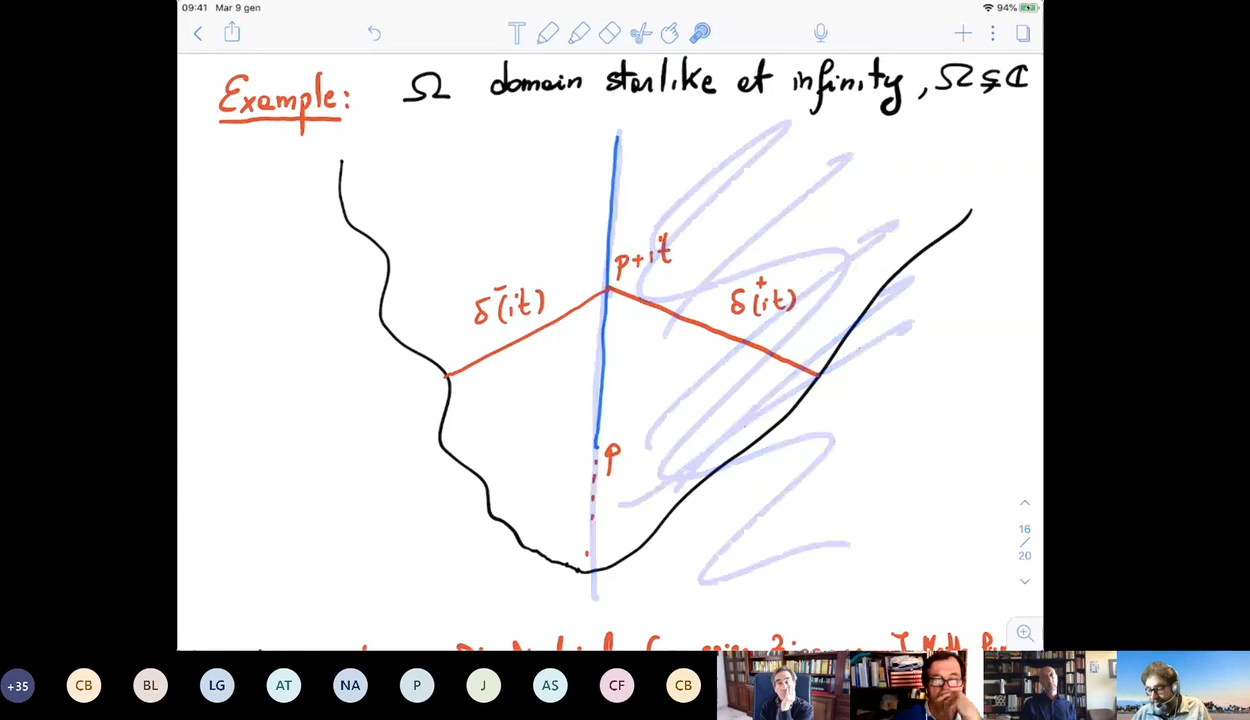 09:41 Mar 9 gen
94%
Example: Ω domain starlike at infinity, Ω⊊ℂ
p+it
δ⁻(it)
δ⁺(it)
p
16
20
+35 CB BL LG AT NA P J AS CF CB